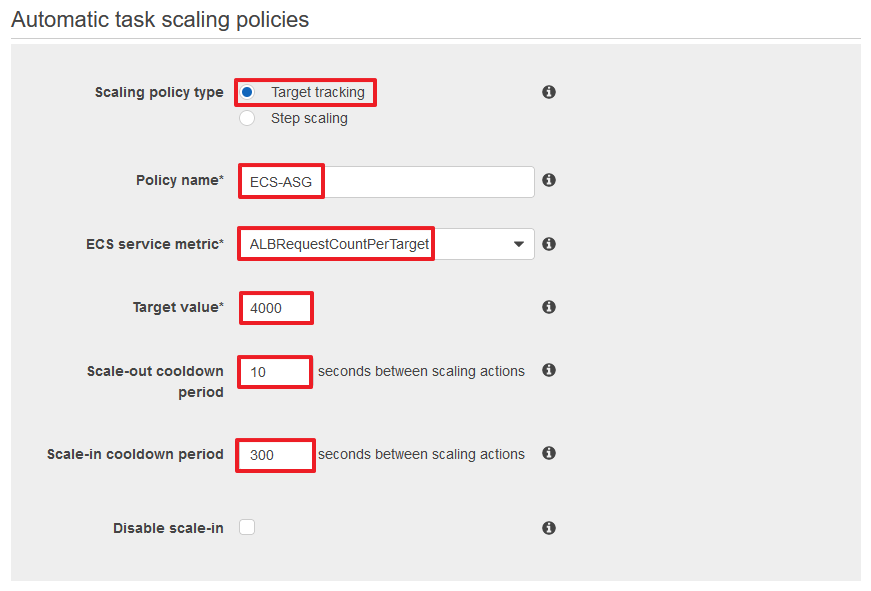 Automatic task scaling policies
Scaling policy type Target tracking
Step scaling
Policy name* ECS-ASG
ECS service metric* ALBRequestCountPerTarget
Target value* 4000
Scale-out cooldown period 10 seconds between scaling actions
Scale-in cooldown period 300 seconds between scaling actions
Disable scale-in